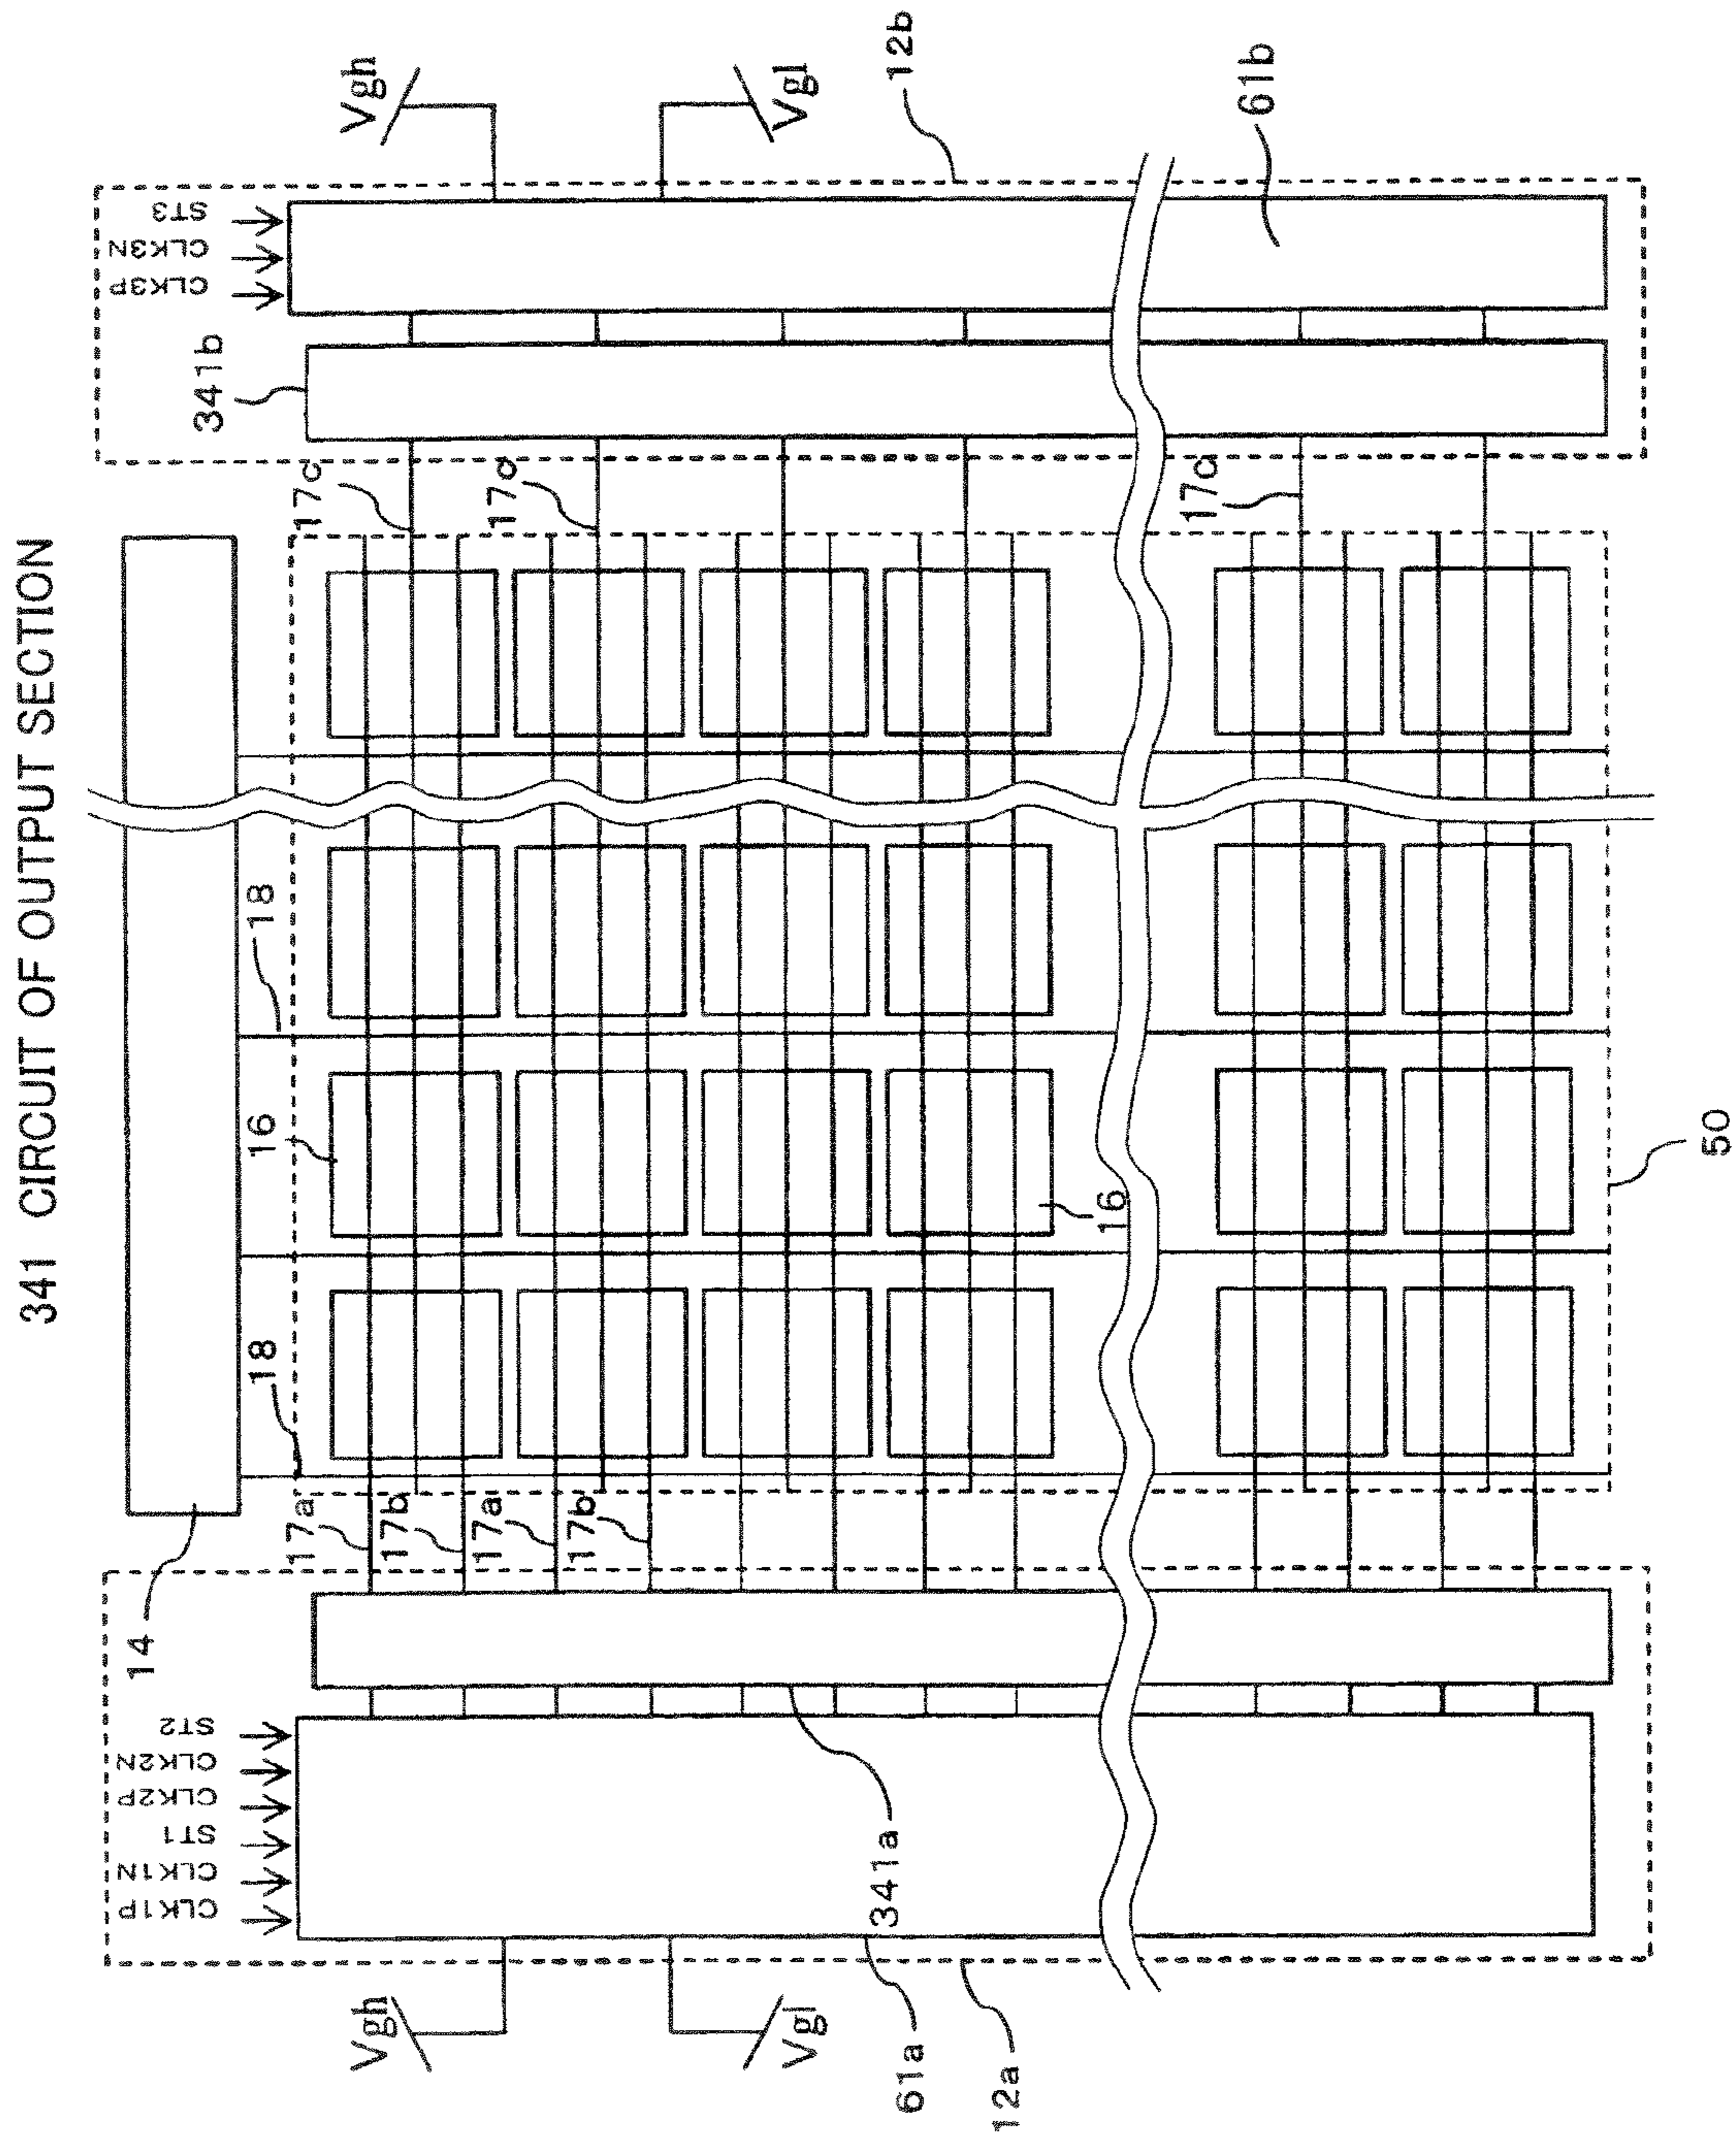 341 CIRCUIT OF OUTPUT SECTION
14
18
16
18
CLK1P
CLK1N
ST1
CLK2P
CLK2N
ST2
341b
CLK3P
CLK3N
ST3
17a
17b
17a
17b
17c
17c
Vgh
Vgl
Vgh
Vgl
341a
61a
12a
12b
16
17c
61b
50